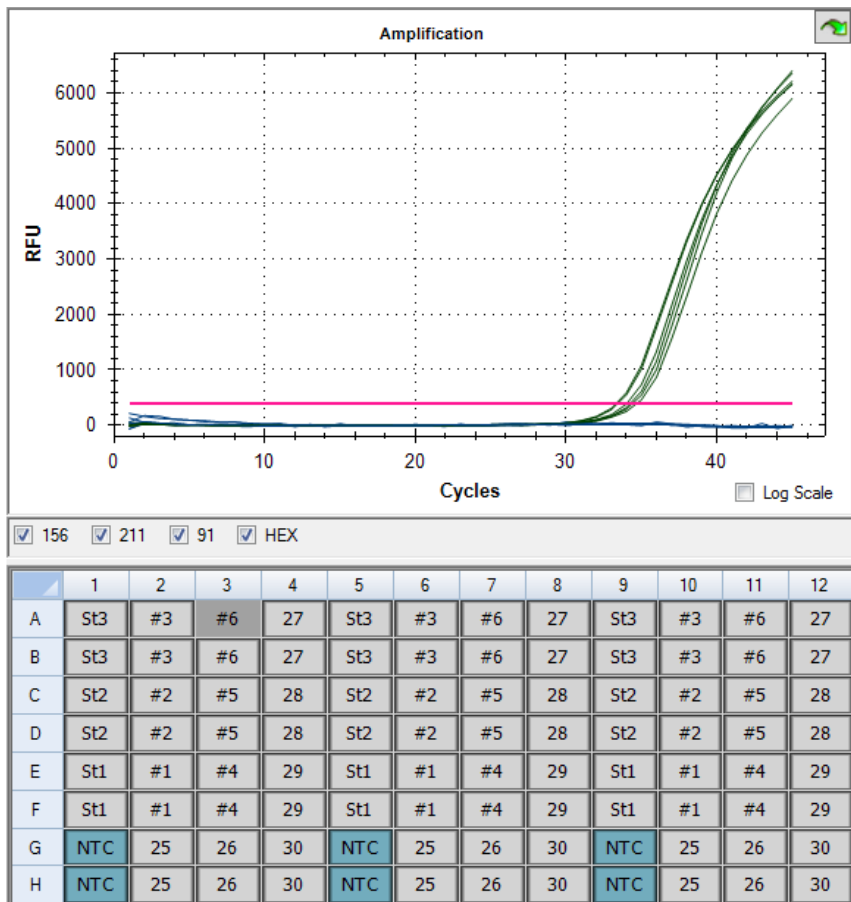 Amplification
6000
5000
4000
3000
2000
1000
0
RFU
0 10 20 30 40
Cycles
Log Scale
156 211 91 HEX
1 2 3 4 5 6 7 8 9 10 11 12
A St3 #3 #6 27 St3 #3 #6 27 St3 #3 #6 27
B St3 #3 #6 27 St3 #3 #6 27 St3 #3 #6 27
C St2 #2 #5 28 St2 #2 #5 28 St2 #2 #5 28
D St2 #2 #5 28 St2 #2 #5 28 St2 #2 #5 28
E St1 #1 #4 29 St1 #1 #4 29 St1 #1 #4 29
F St1 #1 #4 29 St1 #1 #4 29 St1 #1 #4 29
G NTC 25 26 30 NTC 25 26 30 NTC 25 26 30
H NTC 25 26 30 NTC 25 26 30 NTC 25 26 30